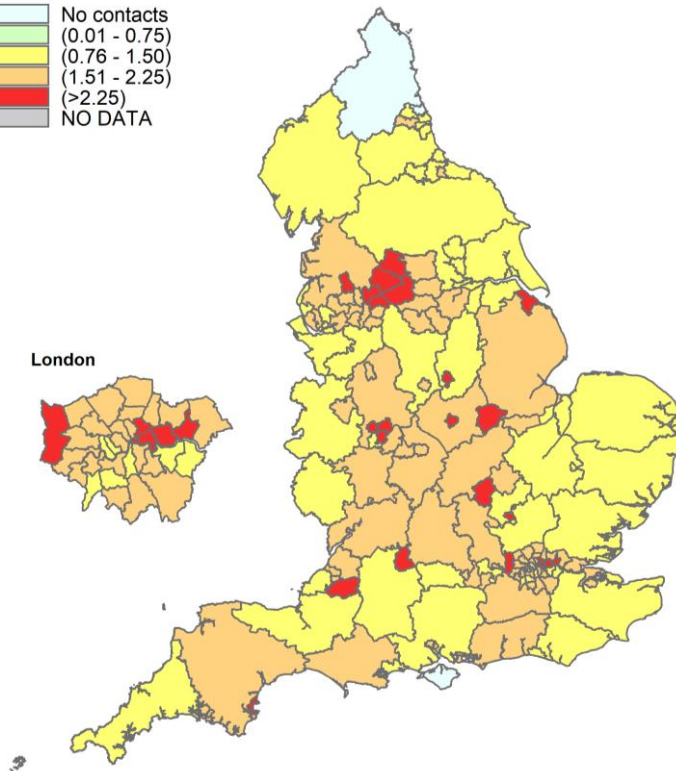 No contacts
(0.01 - 0.75)
(0.76 - 1.50)
(1.51 - 2.25)
(>2.25)
NO DATA
London